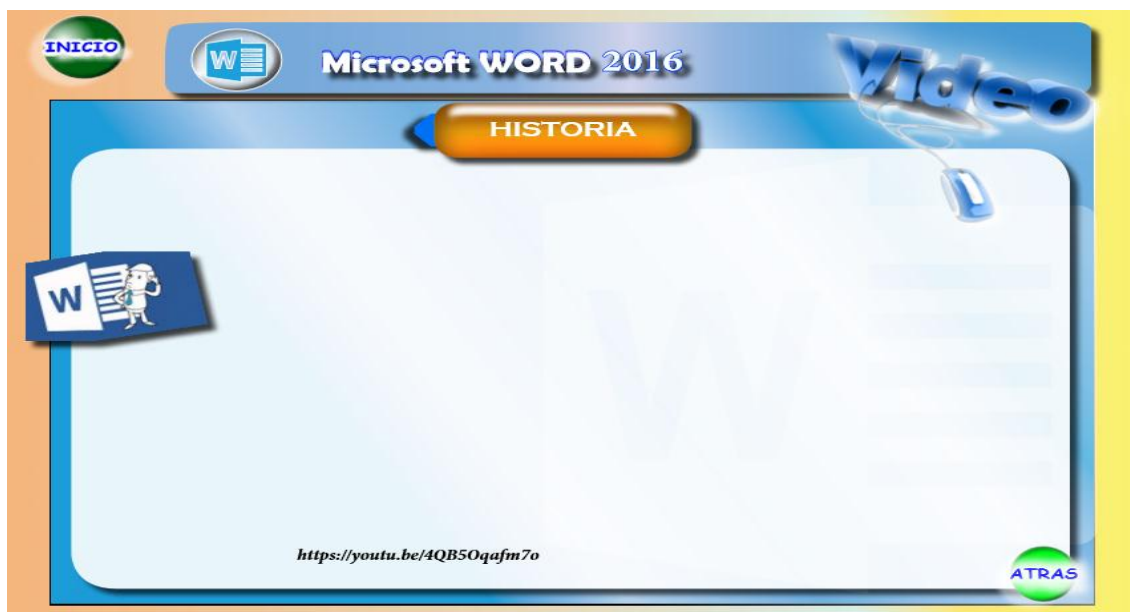 INICIO
W
Microsoft WORD 2016
Video
HISTORIA
W
W
https://youtu.be/4QB5Oqafm7o
ATRAS